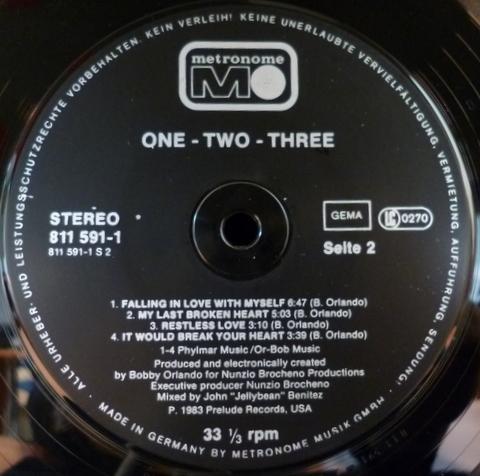 ALLE URHEBER- UND LEISTUNGSSCHUTZRECHTE VORBEHALTEN. KEIN VERLEIH! KEINE UNERLAUBTE VERVIELFÄLTIGUNG, VERMIETUNG, AUFFÜHRUNG, SENDUNG!
metronome
M
ONE - TWO - THREE
STEREO
811 591-1
811 591-1 S 2
GEMA
LC 0270
Seite 2
1. FALLING IN LOVE WITH MYSELF 6:47 (B. Orlando)
2. MY LAST BROKEN HEART 5:03 (B. Orlando)
3. RESTLESS LOVE 3:10 (B. Orlando)
4. IT WOULD BREAK YOUR HEART 3:39 (B. Orlando)
1-4 Phylmar Music/Or-Bob Music
Produced and electronically created
by Bobby Orlando for Nunzio Brocheno Productions
Executive producer Nunzio Brocheno
Mixed by John "Jellybean" Benitez
P. 1983 Prelude Records, USA
33 ⅓ rpm
MADE IN GERMANY BY METRONOME MUSIK GMBH